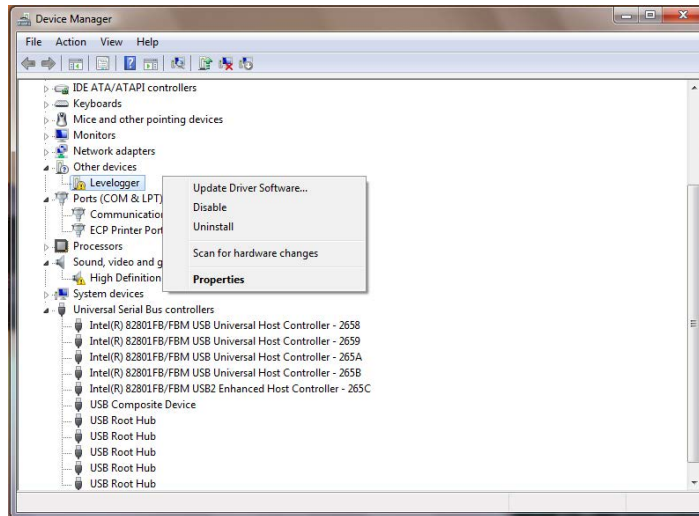 Device Manager
File Action View Help
IDE ATA/ATAPI controllers
Keyboards
Mice and other pointing devices
Monitors
Network adapters
Other devices
Levelogger
Ports (COM & LPT)
Communication
ECP Printer Port
Processors
Sound, video and g
High Definition
System devices
Universal Serial Bus controllers
Intel(R) 82801FB/FBM USB Universal Host Controller - 2658
Intel(R) 82801FB/FBM USB Universal Host Controller - 2659
Intel(R) 82801FB/FBM USB Universal Host Controller - 265A
Intel(R) 82801FB/FBM USB Universal Host Controller - 265B
Intel(R) 82801FB/FBM USB2 Enhanced Host Controller - 265C
USB Composite Device
USB Root Hub
USB Root Hub
USB Root Hub
USB Root Hub
USB Root Hub
Update Driver Software...
Disable
Uninstall
Scan for hardware changes
Properties